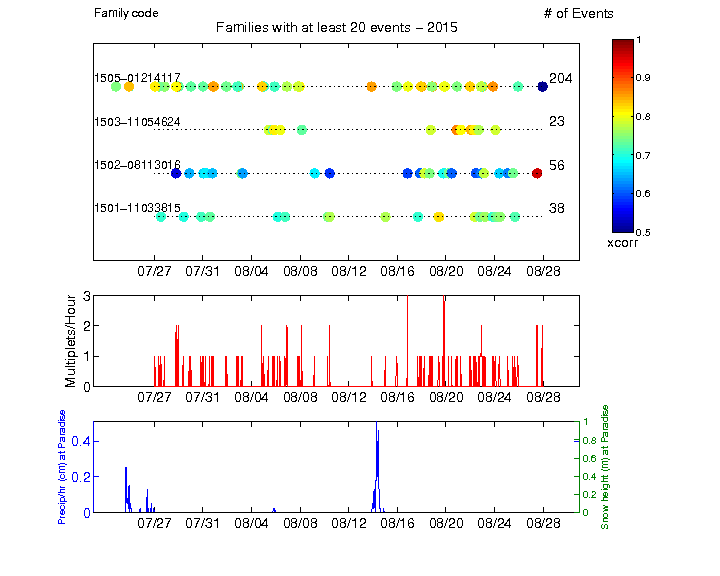 Family code
# of Events
Families with at least 20 events – 2015
1505–01214117
204
1503–11054624
23
1502–08113016
56
1501–11033815
38
07/27 07/31 08/04 08/08 08/12 08/16 08/20 08/24 08/28
1
0.9
0.8
0.7
0.6
0.5
xcorr
Multiplets/Hour
3
2
1
0
07/27 07/31 08/04 08/08 08/12 08/16 08/20 08/24 08/28
Precip/hr (cm) at Paradise
0.4
0.2
0
1
0.8
0.6
0.4
0.2
0
Snow height (m) at Paradise
07/27 07/31 08/04 08/08 08/12 08/16 08/20 08/24 08/28